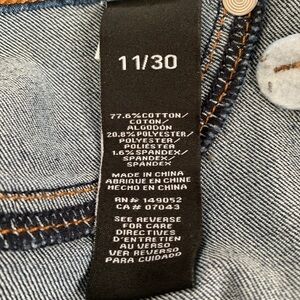 11/30
77.6%COTTON/
COTON/
ALGODÓN
20.8%POLYESTER/
POLYESTER/
POLIESTER
1.6%SPANDEX/
SPANDEX/
SPANDEX
MADE IN CHINA
FABRIQUE EN CHINE
HECHO EN CHINA
RN# 149052
CA# 07043
SEE REVERSE
FOR CARE
DIRECTIVES
D'ENTRETIEN
AU VERSO
VER REVERSO
PARA CUIDADO